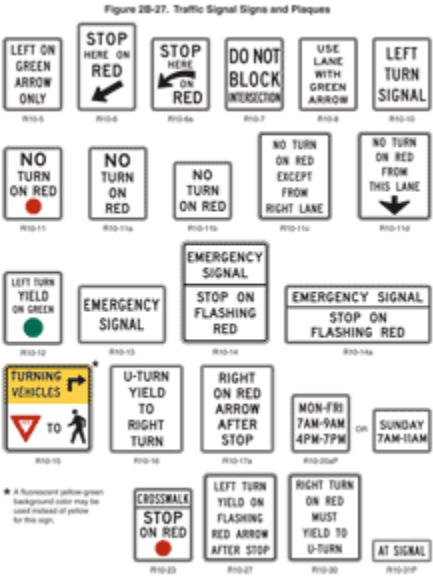 Figure 2B-27. Traffic Signal Signs and Plaques
LEFT ON
GREEN
ARROW
ONLY
R10-5
STOP
HERE ON
RED
R10-6
STOP
HERE
ON
RED
R10-6a
DO NOT
BLOCK
INTERSECTION
R10-7
USE
LANE
WITH
GREEN
ARROW
R10-8
LEFT
TURN
SIGNAL
R10-10
NO
TURN
ON RED
R10-11
NO
TURN
ON
RED
R10-11a
NO
TURN
ON RED
R10-11b
NO TURN
ON RED
EXCEPT
FROM
RIGHT LANE
R10-11c
NO TURN
ON RED
FROM
THIS LANE
R10-11d
LEFT TURN
YIELD
ON GREEN
R10-12
EMERGENCY
SIGNAL
R10-13
EMERGENCY
SIGNAL
STOP ON
FLASHING
RED
R10-14
EMERGENCY SIGNAL
STOP ON
FLASHING RED
R10-14a
TURNING
VEHICLES
TO
★
R10-15
U-TURN
YIELD
TO
RIGHT
TURN
R10-16
RIGHT
ON RED
ARROW
AFTER
STOP
R10-17a
MON-FRI
7AM-9AM
4PM-7PM
OR
SUNDAY
7AM-11AM
R10-20aP
★ A fluorescent yellow-green
background color may be
used instead of yellow
for this sign.
CROSSWALK
STOP
ON RED
R10-23
LEFT TURN
YIELD ON
FLASHING
RED ARROW
AFTER STOP
R10-27
RIGHT TURN
ON RED
MUST
YIELD TO
U-TURN
R10-30
AT SIGNAL
R10-31P